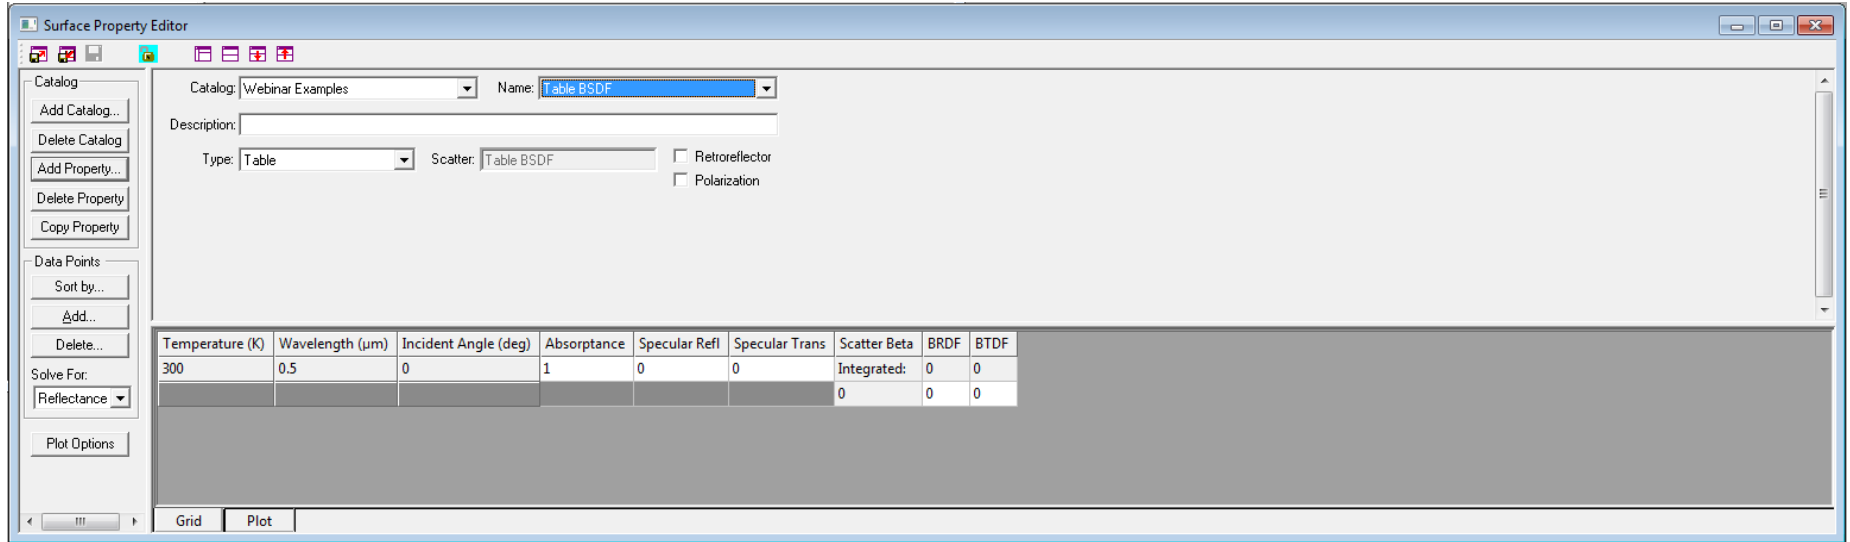 Surface Property Editor
Catalog
Add Catalog...
Delete Catalog
Add Property...
Delete Property
Copy Property
Data Points
Sort by...
Add...
Delete...
Solve For:
Reflectance
Plot Options
Catalog: Webinar Examples Name: Table BSDF
Description:
Type: Table Scatter: Table BSDF Retroreflector
Polarization
Temperature (K) Wavelength (µm) Incident Angle (deg) Absorptance Specular Refl Specular Trans Scatter Beta BRDF BTDF
300 0.5 0 1 0 0 Integrated: 0 0
0 0 0
Grid Plot